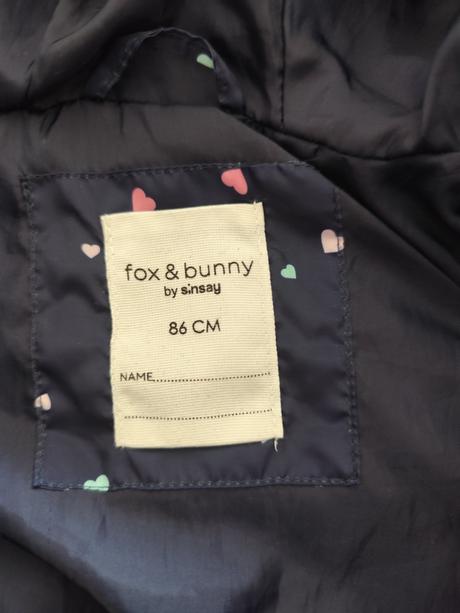 fox & bunny
by sinsay
86 CM
NAME..............................
........................................